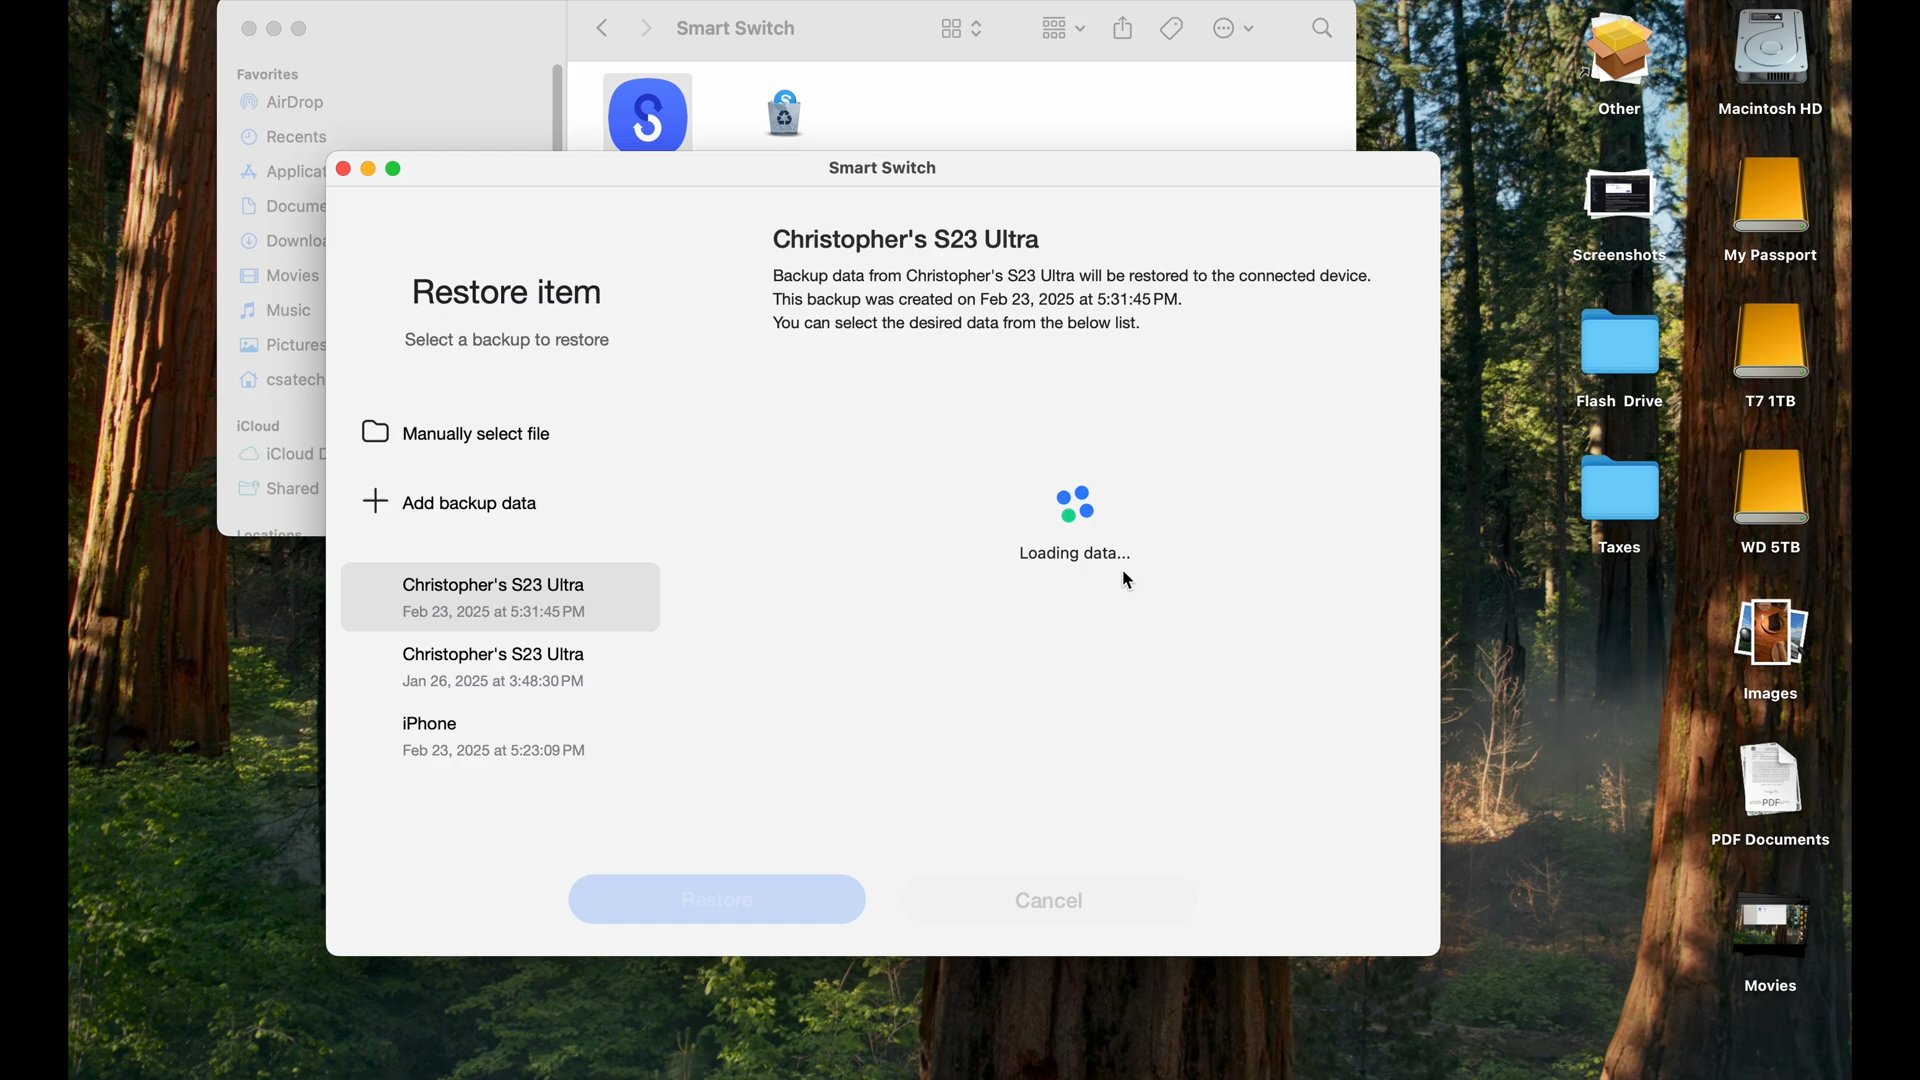 Smart Switch
Favorites
AirDrop
Recents
Applicat
Docume
Downloa
Movies
Music
Pictures
csatech
iCloud
iCloud D
Shared
Locations
Smart Switch
Restore item
Select a backup to restore
Manually select file
Add backup data
Christopher's S23 Ultra
Feb 23, 2025 at 5:31:45 PM
Christopher's S23 Ultra
Jan 26, 2025 at 3:48:30 PM
iPhone
Feb 23, 2025 at 5:23:09 PM
Christopher's S23 Ultra
Backup data from Christopher's S23 Ultra will be restored to the connected device.
This backup was created on Feb 23, 2025 at 5:31:45 PM.
You can select the desired data from the below list.
Loading data...
Restore
Cancel
Other
Macintosh HD
Screenshots
My Passport
Flash Drive
T7 1TB
Taxes
WD 5TB
Images
PDF
PDF Documents
Movies